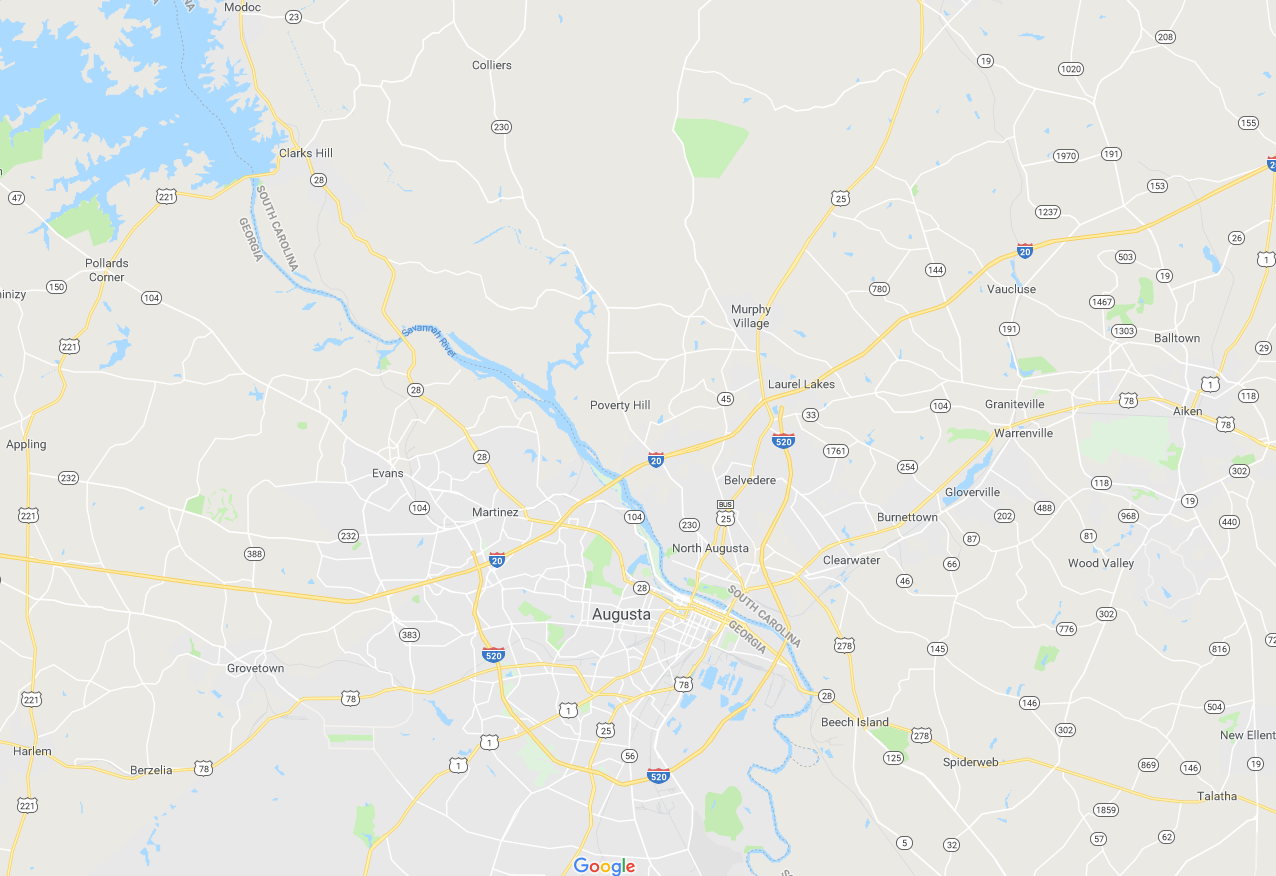 Modoc
23
208
Colliers
19
1020
230
155
Clarks Hill
1970
191
20
28
153
221
25
47
1237
SOUTH CAROLINA
GEORGIA
26
20
503
1
Pollards
Corner
144
19
150
780
Vaucluse
104
1467
Murphy
Village
191
1303
Savannah River
Balltown
221
29
Laurel Lakes
1
28
118
45
78
Poverty Hill
104
Graniteville
33
Aiken
78
Warrenville
Appling
520
28
1761
20
254
Evans
232
302
Belvedere
118
Gloverville
19
BUS
25
104
488
Martinez
221
104
202
968
Burnettown
440
230
232
87
81
North Augusta
388
20
Clearwater
66
Wood Valley
46
28
SOUTH CAROLINA
Augusta
302
776
383
GEORGIA
278
145
816
520
Grovetown
78
28
221
78
146
504
1
Beech Island
25
302
278
New Ellent
1
Harlem
56
125
Spiderweb
19
869
146
1
78
Berzelia
520
Talatha
221
1859
62
57
5
32
Google